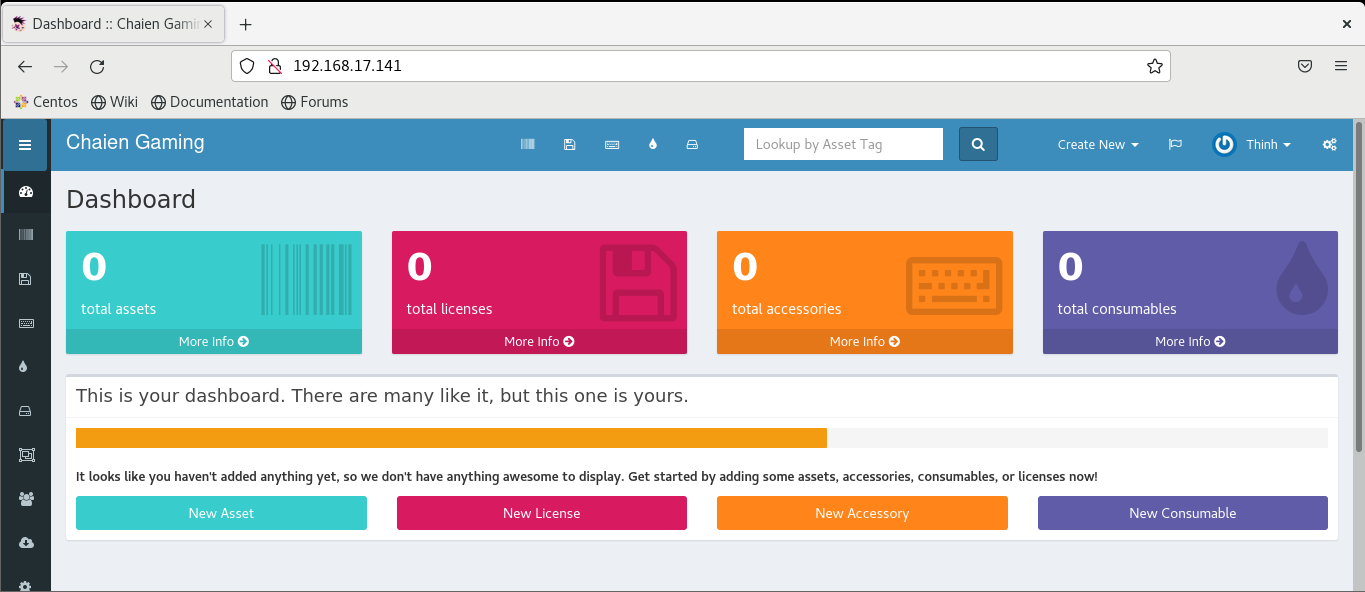 Dashboard :: Chaien Gami
192.168.17.141
Centos Wiki Documentation Forums
Chaien Gaming
Lookup by Asset Tag
Create New
Thinh
Dashboard
0
total assets
More Info
0
total licenses
More Info
0
total accessories
More Info
0
total consumables
More Info
This is your dashboard. There are many like it, but this one is yours.
It looks like you haven't added anything yet, so we don't have anything awesome to display. Get started by adding some assets, accessories, consumables, or licenses now!
New Asset
New License
New Accessory
New Consumable